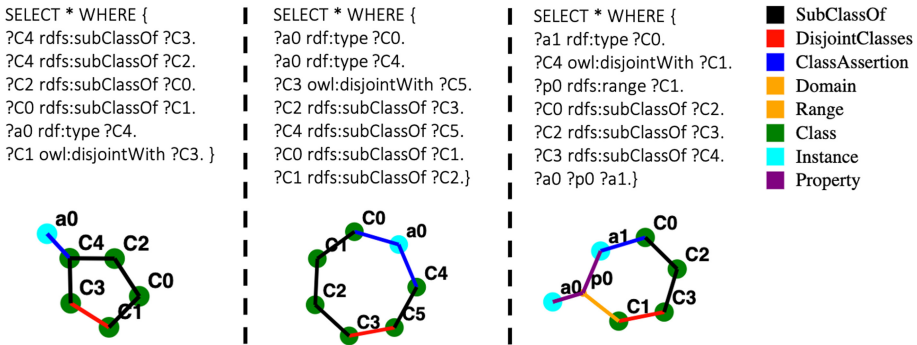 SELECT * WHERE {
?C4 rdfs:subClassOf ?C3.
?C4 rdfs:subClassOf ?C2.
?C2 rdfs:subClassOf ?C0.
?C0 rdfs:subClassOf ?C1.
?a0 rdf:type ?C4.
?C1 owl:disjointWith ?C3. }
a0
C4
C2
C3
C0
C1
SELECT * WHERE {
?a0 rdf:type ?C0.
?a0 rdf:type ?C4.
?C3 owl:disjointWith ?C5.
?C2 rdfs:subClassOf ?C3.
?C4 rdfs:subClassOf ?C5.
?C0 rdfs:subClassOf ?C1.
?C1 rdfs:subClassOf ?C2.}
C0
a0
C1
C4
C2
C3
C5
SELECT * WHERE {
?a1 rdf:type ?C0.
?C4 owl:disjointWith ?C1.
?p0 rdfs:range ?C1.
?C0 rdfs:subClassOf ?C2.
?C2 rdfs:subClassOf ?C3.
?C3 rdfs:subClassOf ?C4.
?a0 ?p0 ?a1.}
a1
C0
C2
a0
p0
C1
C3
SubClassOf
DisjointClasses
ClassAssertion
Domain
Range
Class
Instance
Property